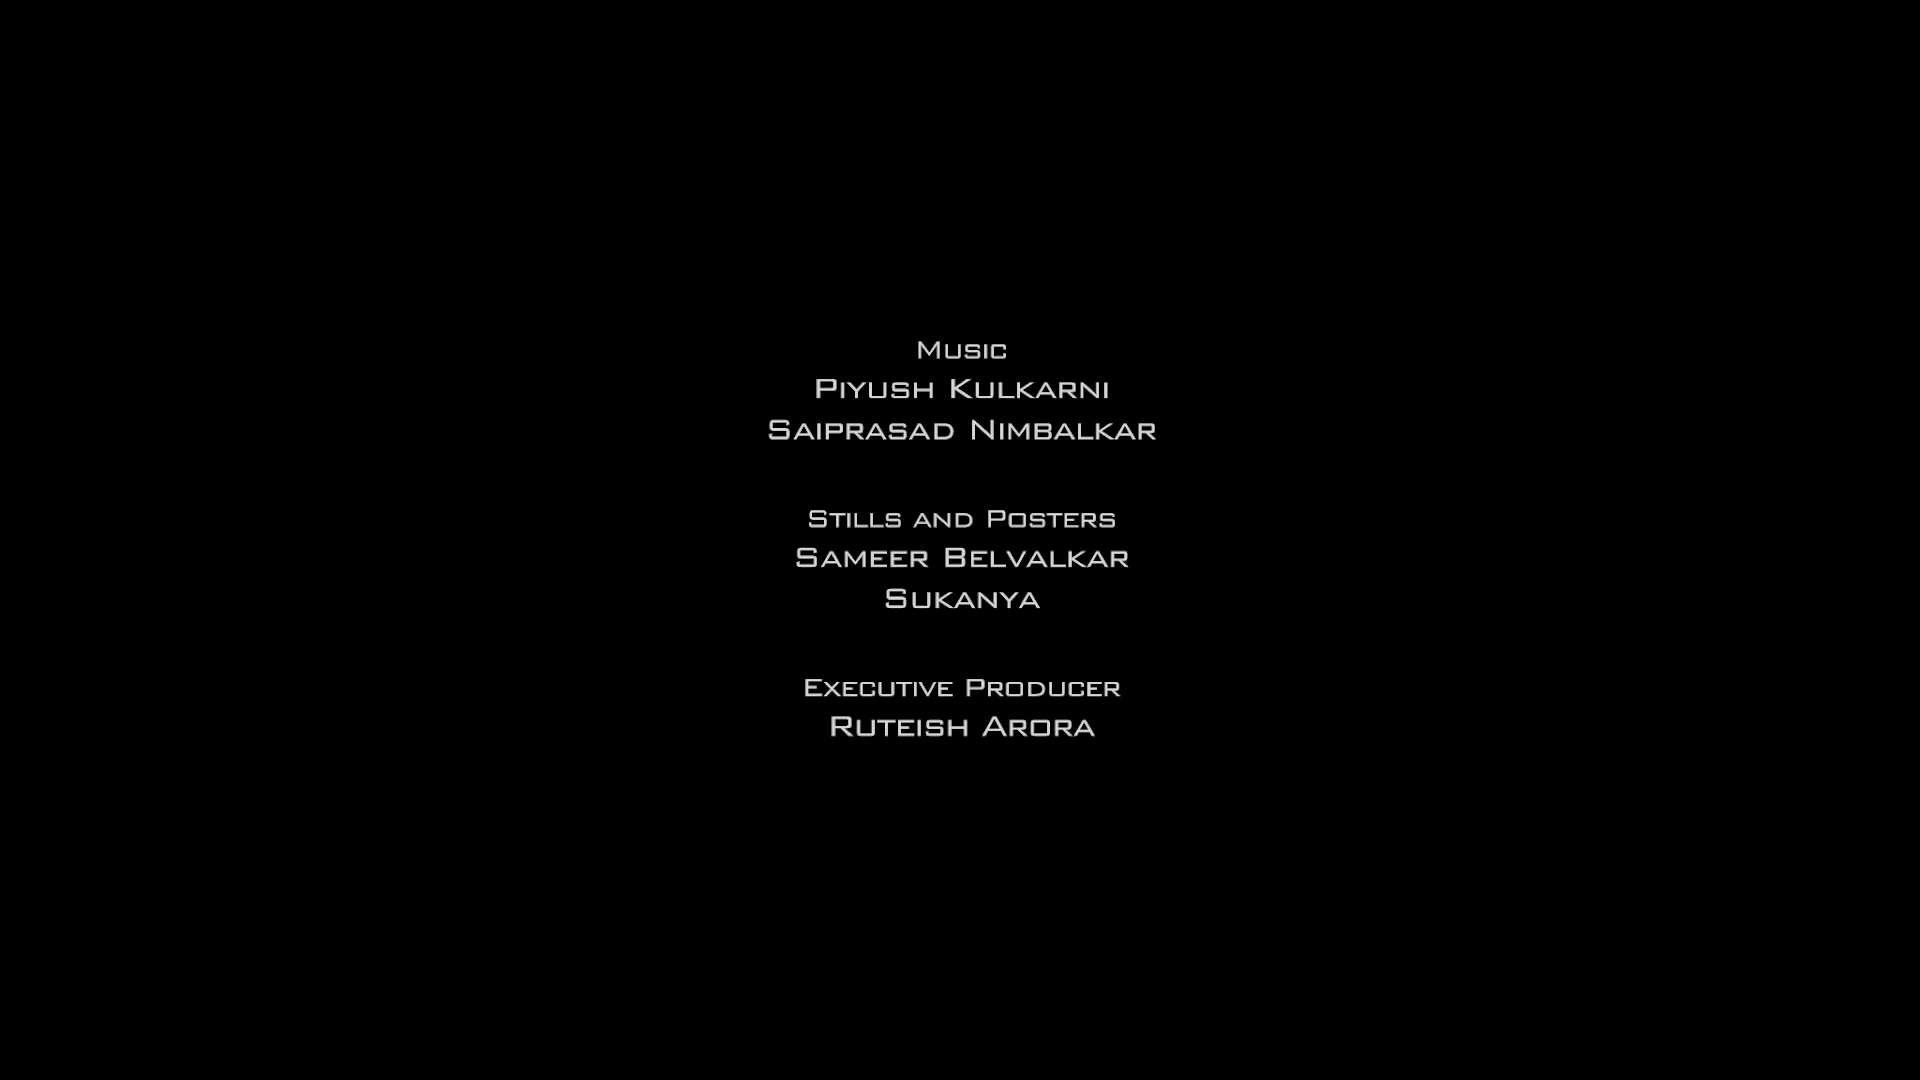 Music
Piyush Kulkarni
Saiprasad Nimbalkar
Stills and Posters
Sameer Belvalkar
Sukanya
Executive Producer
Ruteish Arora